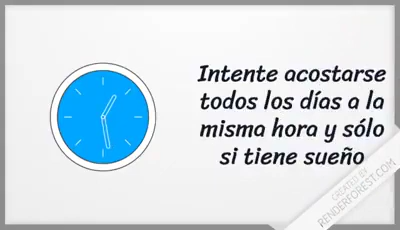 Intente acostarse
todos los días a la
misma hora y sólo
si tiene sueño
CREATED BY
RENDERFOREST.COM